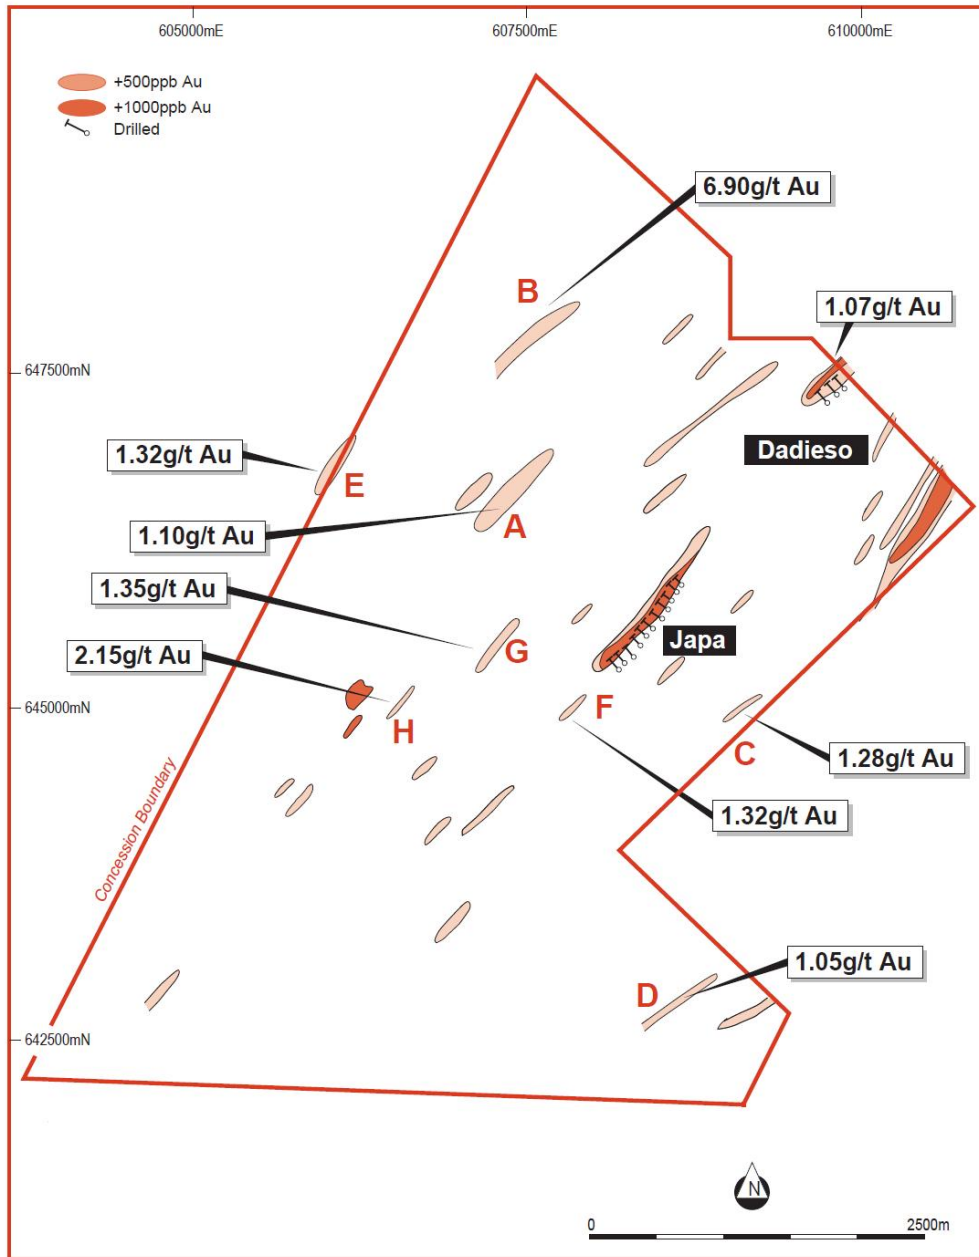 605000mE
607500mE
610000mE
+500ppb Au
+1000ppb Au
Drilled
6.90g/t Au
B
1.07g/t Au
647500mN
Dadieso
1.32g/t Au
E
A
1.10g/t Au
1.35g/t Au
G
Japa
2.15g/t Au
H
F
645000mN
C
1.28g/t Au
1.32g/t Au
Concession Boundary
1.05g/t Au
D
642500mN
N
0
2500m